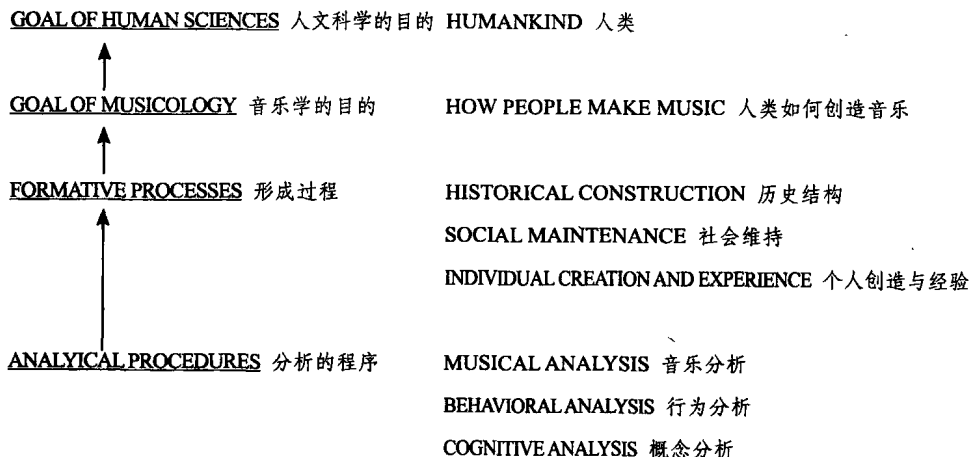 GOAL OF HUMAN SCIENCES 人文科学的目的 HUMANKIND 人类
GOAL OF MUSICOLOGY 音乐学的目的 HOW PEOPLE MAKE MUSIC 人类如何创造音乐
FORMATIVE PROCESSES 形成过程 HISTORICAL CONSTRUCTION 历史结构
SOCIAL MAINTENANCE 社会维持
INDIVIDUAL CREATION AND EXPERIENCE 个人创造与经验
ANALYICAL PROCEDURES 分析的程序 MUSICAL ANALYSIS 音乐分析
BEHAVIORAL ANALYSIS 行为分析
COGNITIVE ANALYSIS 概念分析